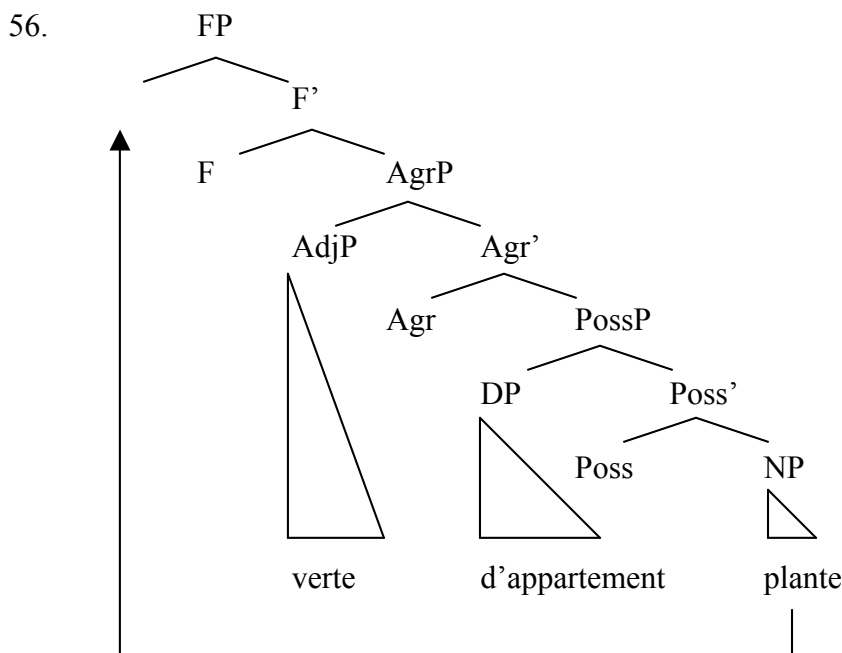 56. FP
F’
F AgrP
AdjP Agr’
Agr PossP
DP Poss’
Poss NP
verte d’appartement plante